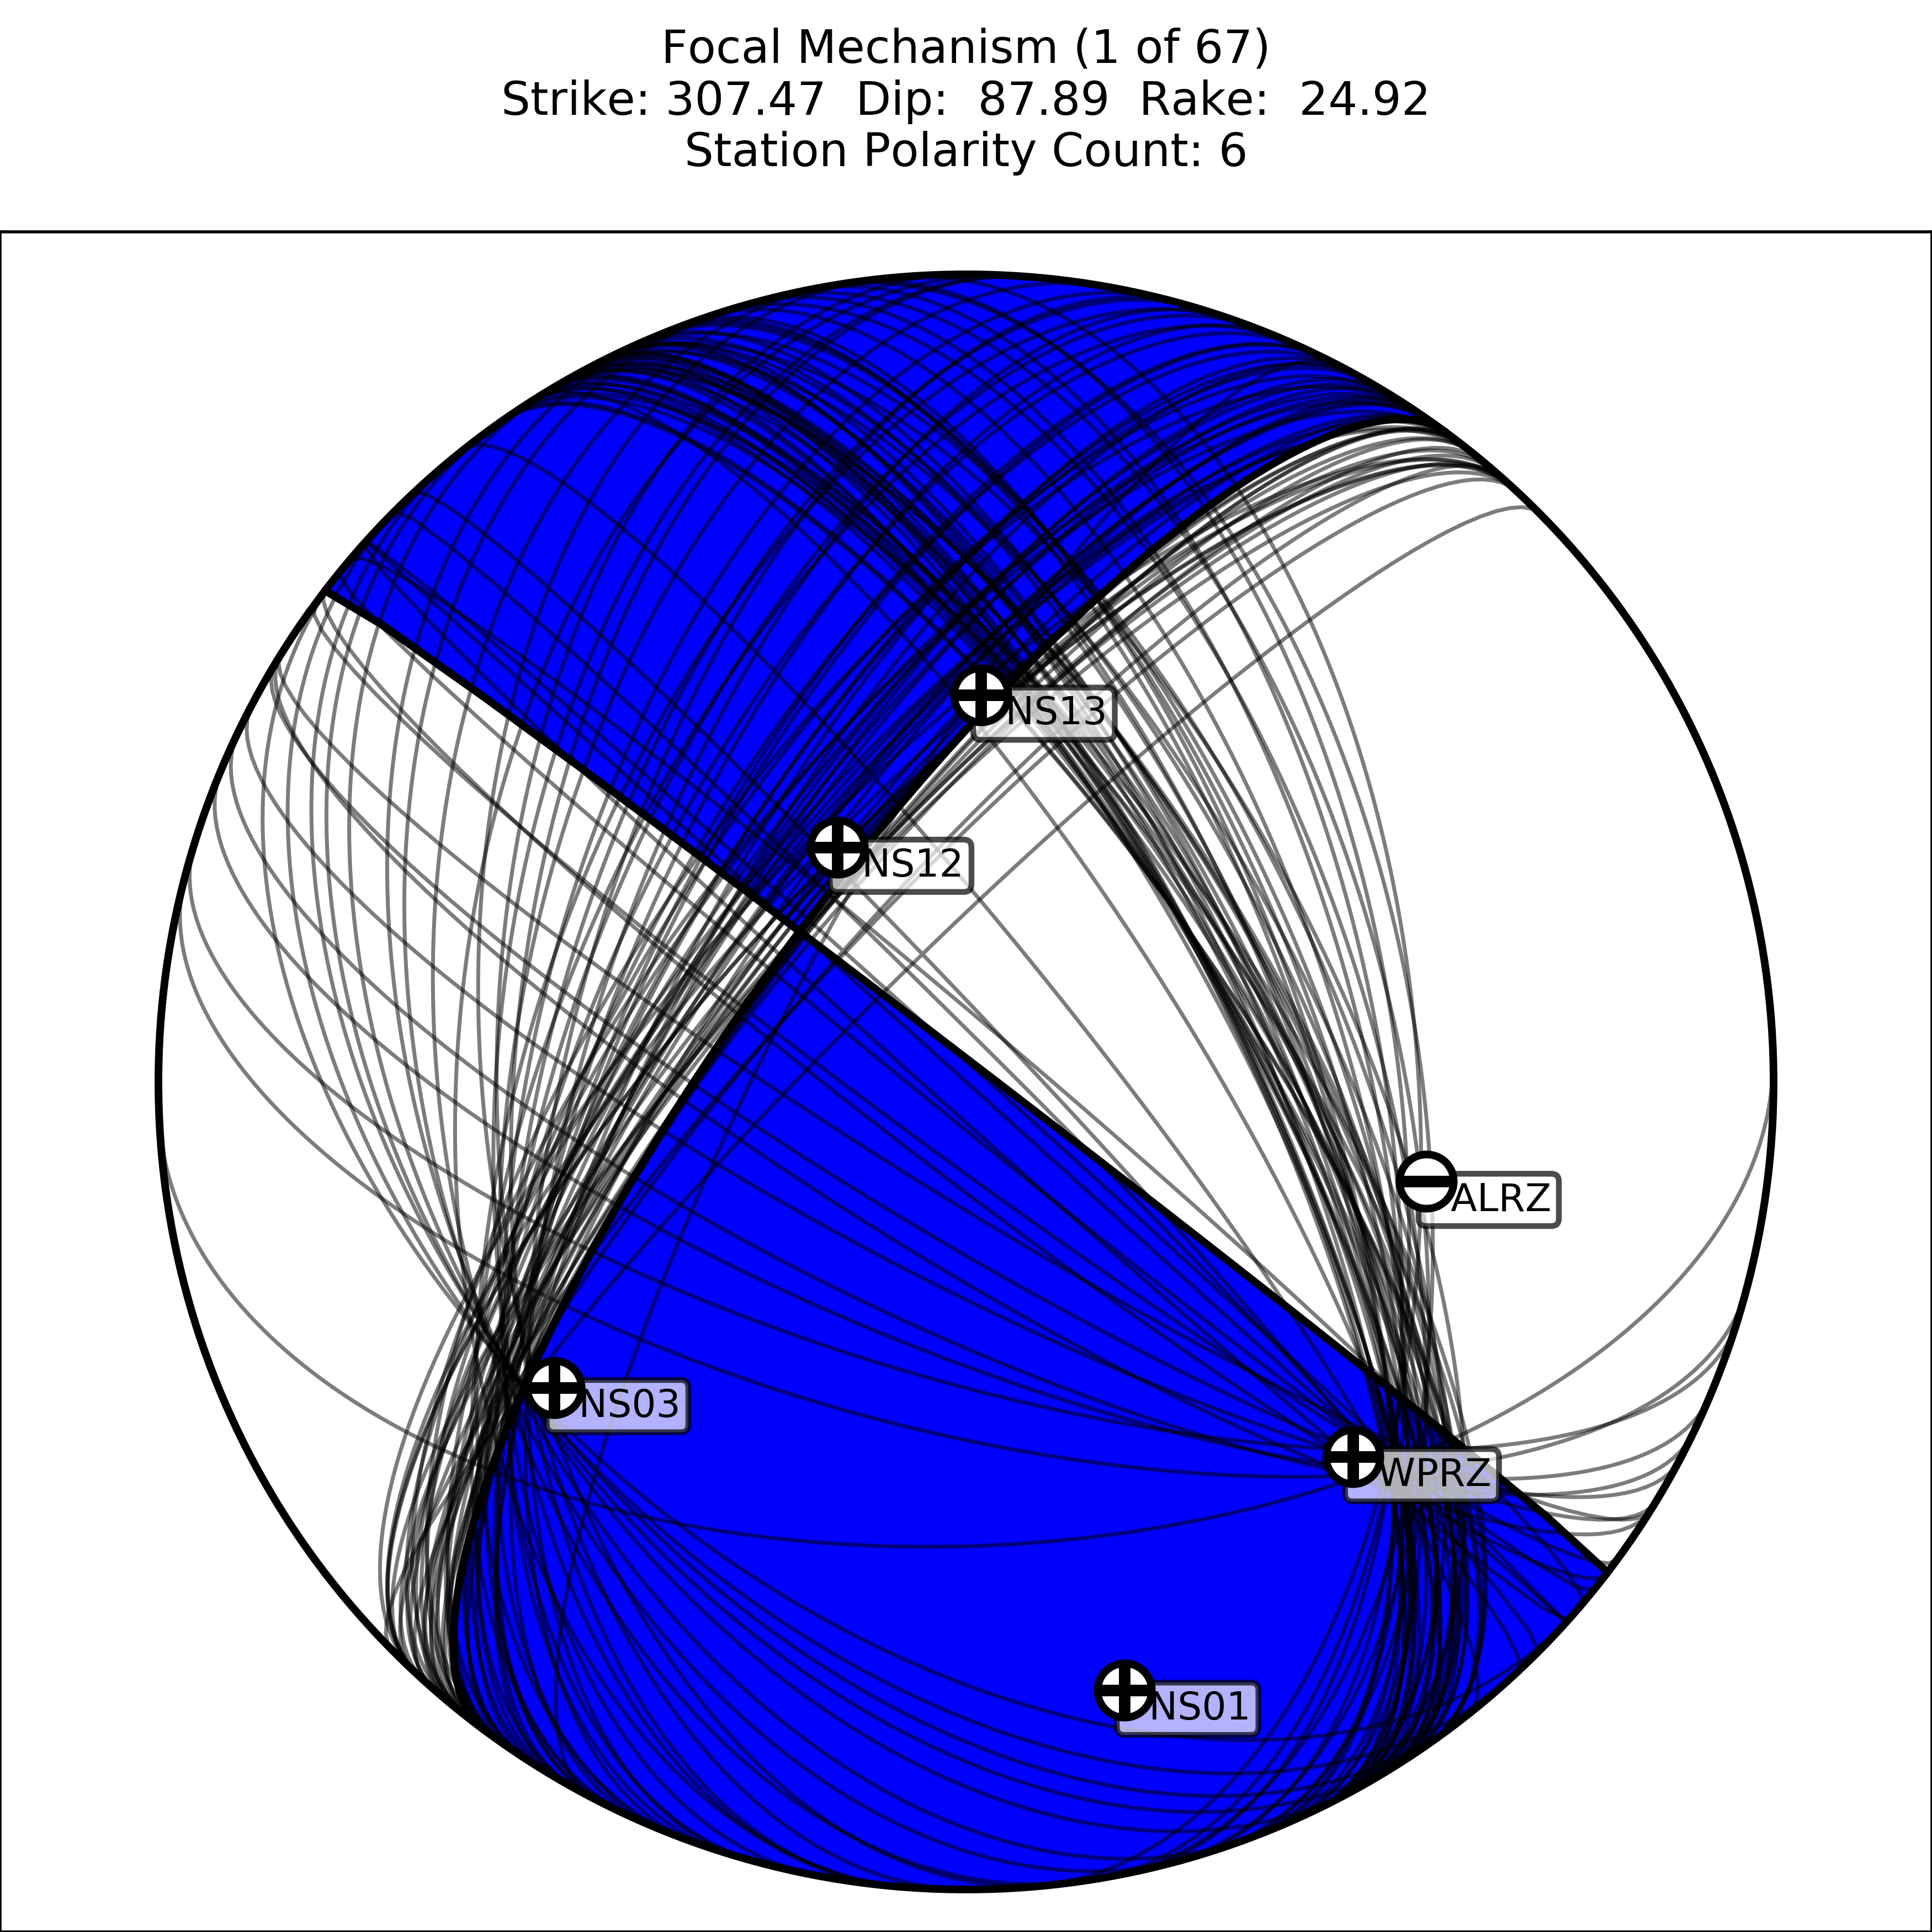 Focal Mechanism (1 of 67)
Strike: 307.47  Dip:  87.89  Rake:  24.92
Station Polarity Count: 6
NS13
NS12
ALRZ
NS03
WPRZ
NS01